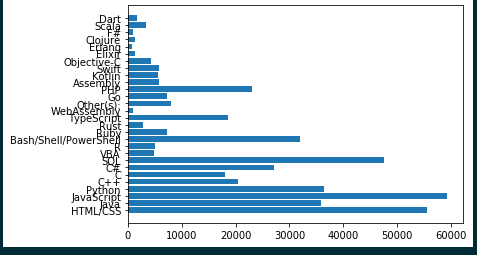 Dart
Scala
F#
Clojure
Erlang
Elixir
Objective-C
Swift
Kotlin
Assembly
PHP
Go
Other(s):
WebAssembly
TypeScript
Rust
Ruby
Bash/Shell/PowerShell
R
VBA
SQL
C#
C
C++
Python
JavaScript
Java
HTML/CSS
0 10000 20000 30000 40000 50000 60000